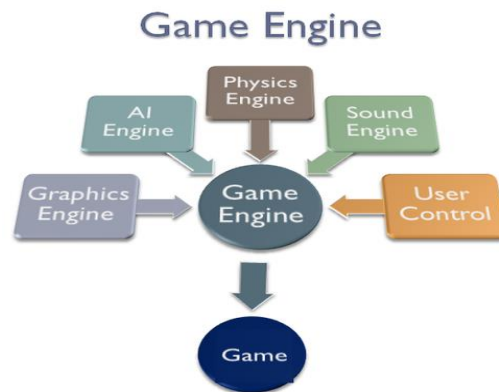 Game Engine
Physics
Engine
AI
Engine
Sound
Engine
Graphics
Engine
Game
Engine
User
Control
Game